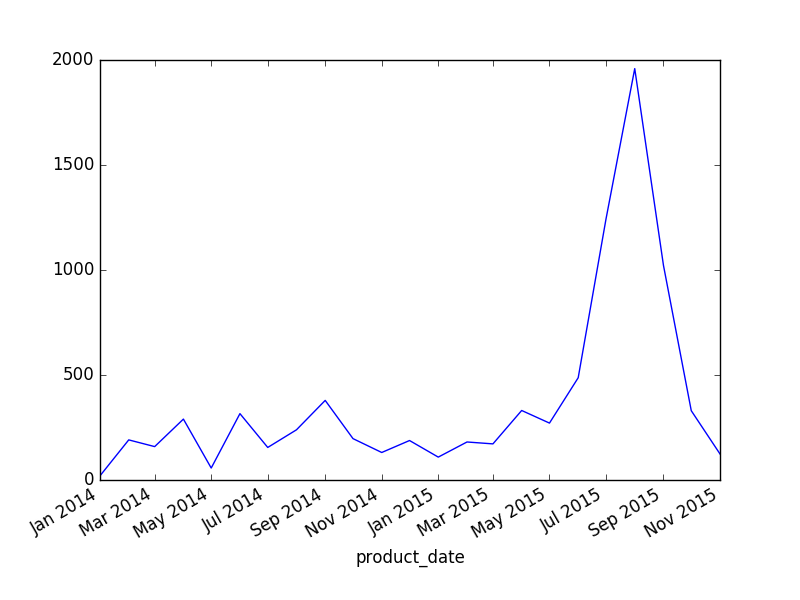 2000
1500
1000
500
0
Jan 2014
Mar 2014
May 2014
Jul 2014
Sep 2014
Nov 2014
Jan 2015
Mar 2015
May 2015
Jul 2015
Sep 2015
Nov 2015
product_date